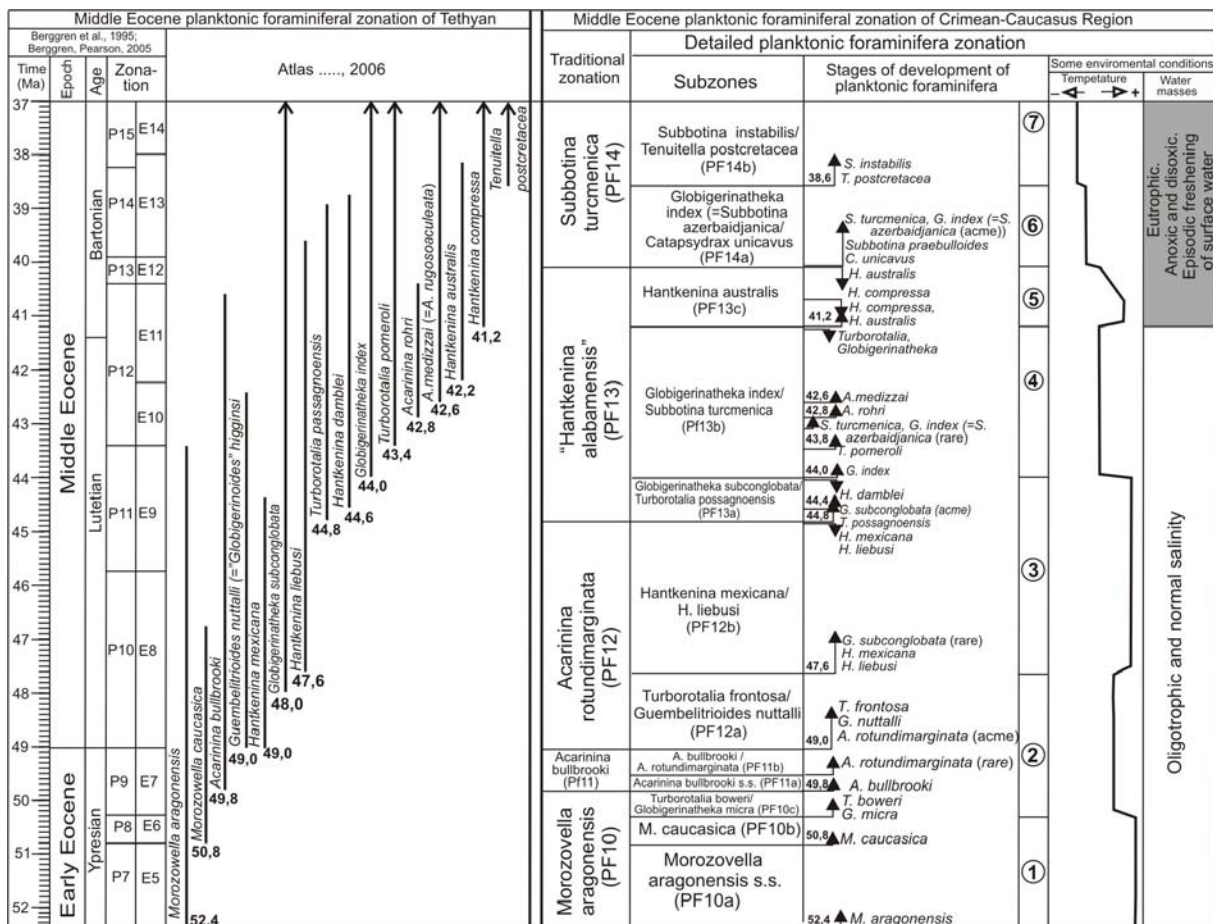 Middle Eocene planktonic foraminiferal zonation of Tethyan
Berggren et al., 1995;
Berggren, Pearson, 2005
Time
(Ma)
Epoch
Age
Zona-
tion
Atlas ....., 2006
37
38
39
40
41
42
43
44
45
46
47
48
49
50
51
52
Middle Eocene
Early Eocene
Bartonian
Lutetian
Ypresian
P15
P14
P13
P12
P11
P10
P9
P8
P7
E14
E13
E12
E11
E10
E9
E8
E7
E6
E5
Morozowella aragonensis
52,4
Morozowella caucasica
50,8
Acarinina bullbrooki
49,8
Guembelitrioides nuttalli (="Globigerinoides" higginsi
49,0
Hantkenina mexicana
49,0
Globigerinatheka subconglobata
48,0
Hantkenina liebusi
47,6
Turborotalia passagnoensis
44,8
Hantkenina damblei
44,6
Globigerinatheka index
44,0
Turborotalia pomeroli
43,4
Acarinina rohri
42,8
A.medizzai (=A. rugosoaculeata)
42,6
Hantkenina australis
42,2
Hantkenina compressa
41,2
Tenuitella
postcretacea
Middle Eocene planktonic foraminiferal zonation of Crimean-Caucasus Region
Traditional
zonation
Detailed planktonic foraminifera zonation
Subzones
Stages of development of
planktonic foraminifera
Some enviromental conditions
Tempetature
– +
Water
masses
Subbotina
turcmenica
(PF14)
"Hantkenina
alabamensis"
(PF13)
Acarinina
rotundimarginata
(PF12)
Acarinina
bullbrooki
(Pf11)
Morozovella
aragonensis
(PF10)
Subbotina instabilis/
Tenuitella postcretacea
(PF14b)
Globigerinatheka
index (=Subbotina
azerbaidjanica/
Catapsydrax unicavus
(PF14a)
Hantkenina australis
(PF13c)
Globigerinatheka index/
Subbotina turcmenica
(Pf13b)
Globigerinatheka subconglobata/
Turborotalia possagnoensis
(PF13a)
Hantkenina mexicana/
H. liebusi
(PF12b)
Turborotalia frontosa/
Guembelitrioides nuttalli
(PF12a)
A. bullbrooki /
A. rotundimarginata (PF11b)
Acarinina bullbrooki s.s. (PF11a)
Turborotalia boweri/
Globigerinatheka micra (PF10c)
M. caucasica (PF10b)
Morozovella
aragonensis s.s.
(PF10a)
S. instabilis
38,6 T. postcretacea
S. turcmenica, G. index (=S.
azerbaidjanica (acme))
Subbotina praebulloides
C. unicavus
H. australis
H. compressa
H. compressa,
41,2 H. australis
Turborotalia,
Globigerinatheka
42,6 A.medizzai
42,8 A. rohri
S. turcmenica, G. index (=S.
43,8 azerbaidjanica (rare)
T. pomeroli
44,0 G. index
44,4 H. damblei
G. subconglobata (acme)
44,8 T. possagnoensis
H. mexicana
H. liebusi
G. subconglobata (rare)
H. mexicana
47,6 H. liebusi
T. frontosa
G. nuttalli
49,0 A. rotundimarginata (acme)
A. rotundimarginata (rare)
49,8 A. bullbrooki
T. boweri
G. micra
50,8 M. caucasica
52,4 M. aragonensis
7
6
5
4
3
2
1
Eutrophic.
Anoxic and disoxic.
Episodic freshening
of surface water
Oligotrophic and normal salinity